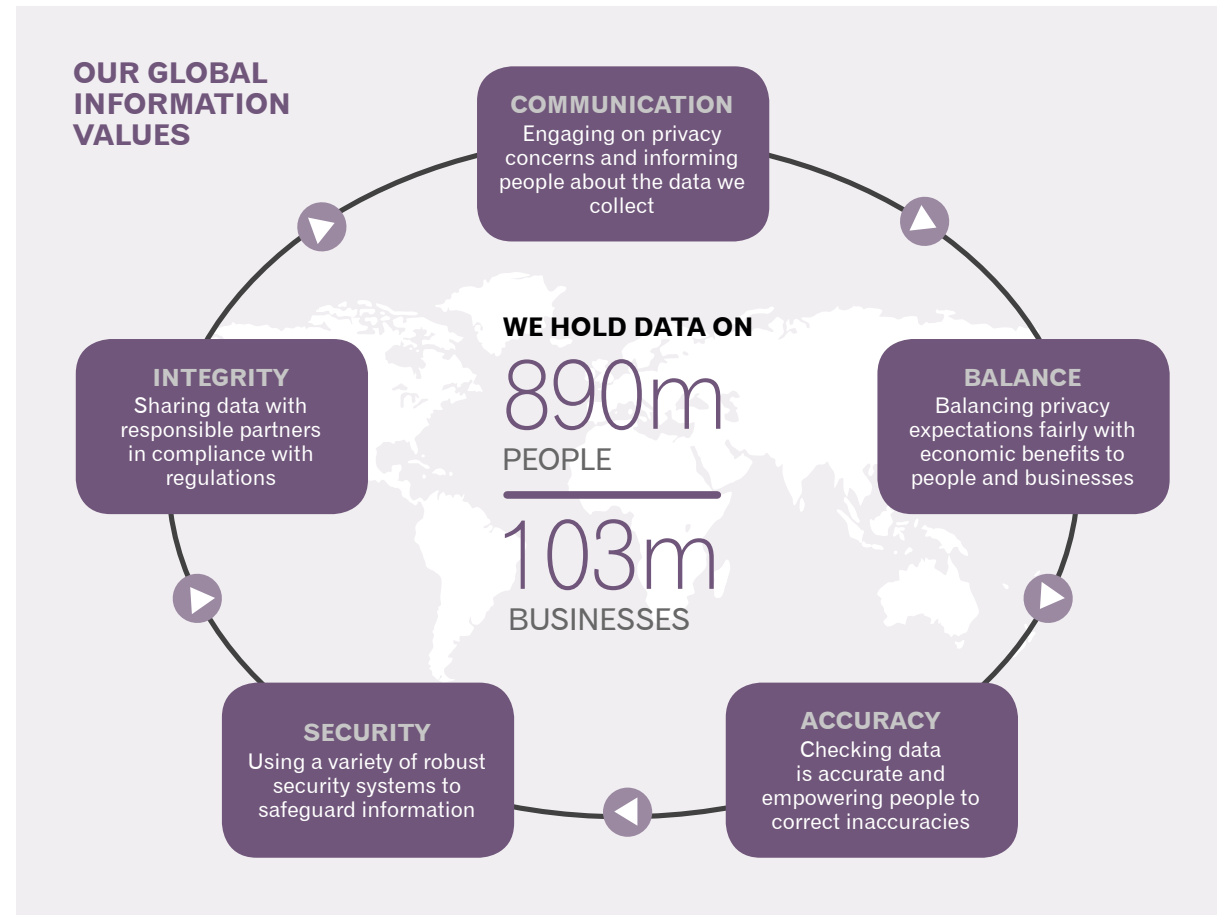 OUR GLOBAL
INFORMATION
VALUES
COMMUNICATION
Engaging on privacy
concerns and informing
people about the data we
collect
INTEGRITY
Sharing data with
responsible partners
in compliance with
regulations
WE HOLD DATA ON
890m
PEOPLE
103m
BUSINESSES
BALANCE
Balancing privacy
expectations fairly with
economic benefits to
people and businesses
SECURITY
Using a variety of robust
security systems to
safeguard information
ACCURACY
Checking data
is accurate and
empowering people to
correct inaccuracies